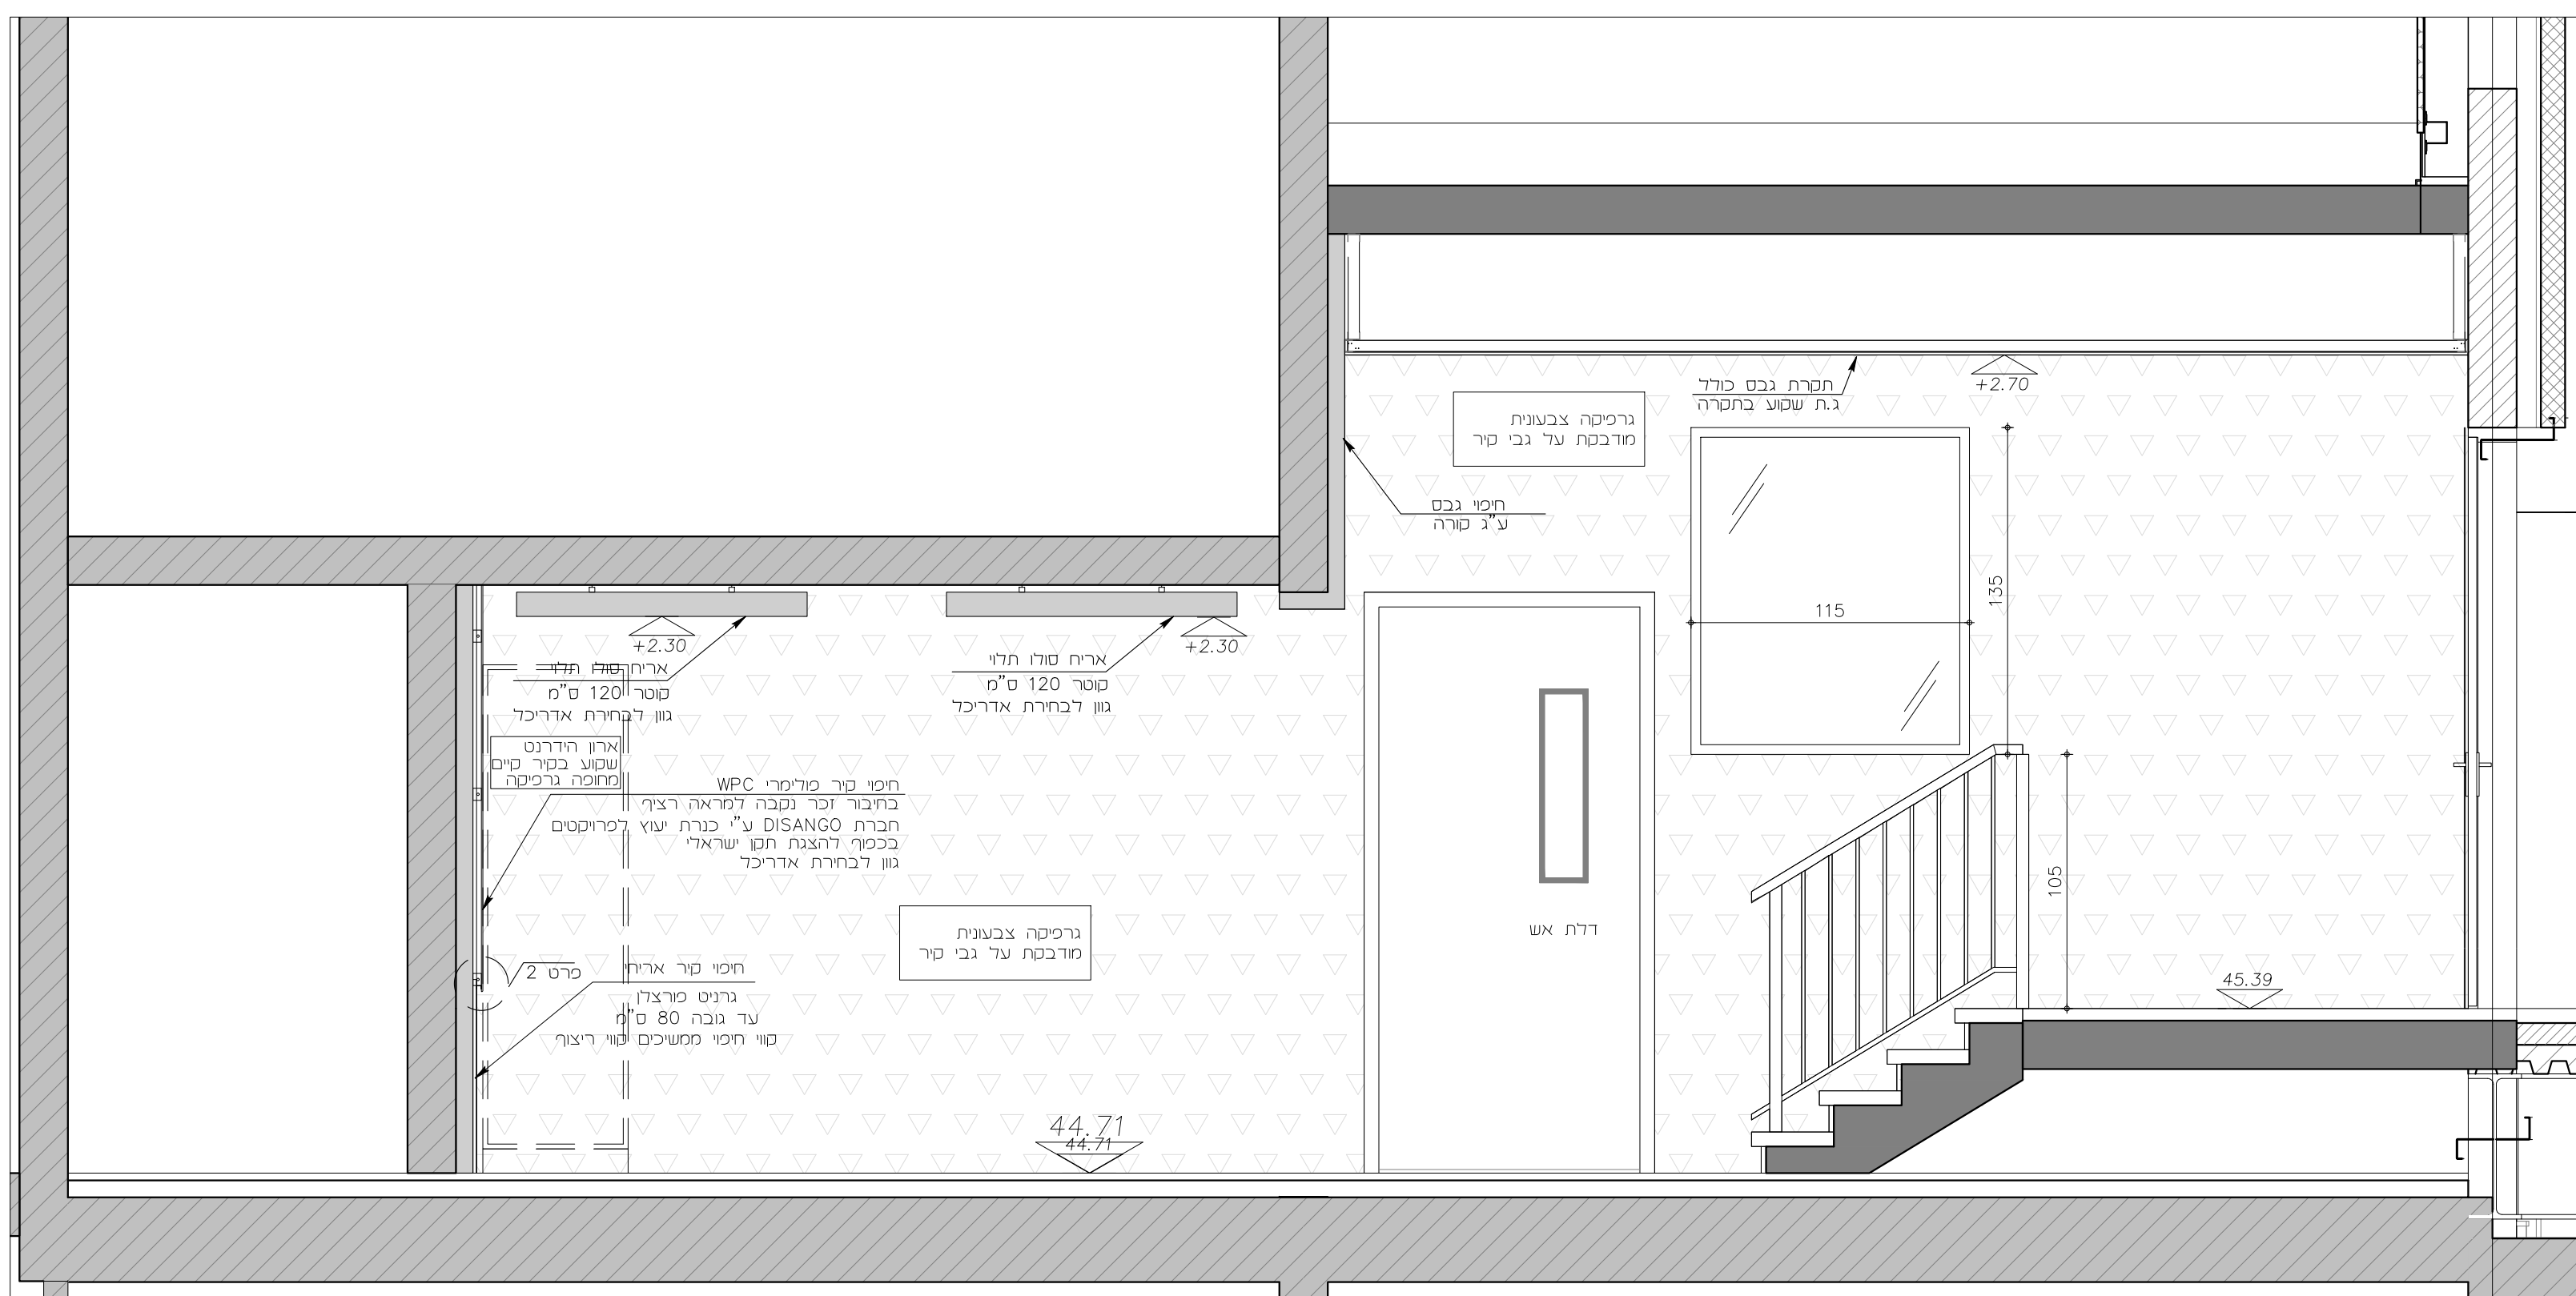 תקרת גבס כולל
ג.ת שקוע בתקרה
+2.70
גרפיקה צבעונית
מודבקת על גבי קיר
חיפוי גבס
ע"ג קורה
135
115
+2.30
+2.30
אריח סולו תלוי
קוטר 120 ס"מ
גוון לבחירת אדריכל
אריח סולו תלוי
קוטר 120 ס"מ
גוון לבחירת אדריכל
ארון הידרנט
שקוע בקיר קיים
מחופה גרפיקה
חיפוי קיר פולימרי WPC
בחיבור זכר נקבה למראה רציף
חברת DISANGO ע"י כנרת יעוץ לפרויקטים
בכפוף להצגת תקן ישראלי
גוון לבחירת אדריכל
105
דלת אש
גרפיקה צבעונית
מודבקת על גבי קיר
פרט 2
חיפוי קיר אריחי
גרניט פורצלן
עד גובה 80 ס"מ
קווי חיפוי ממשיכים קווי ריצוף
45.39
44.71
44.71